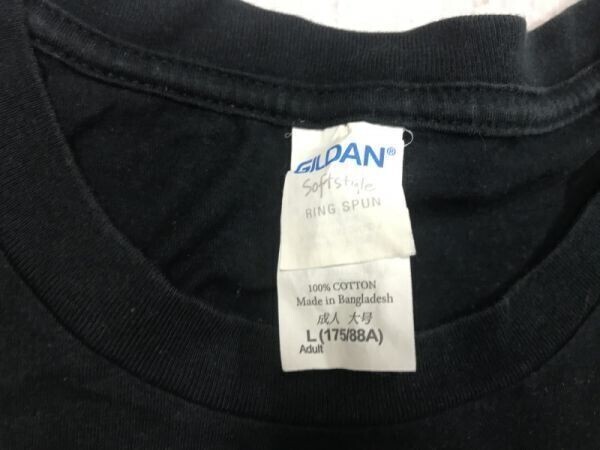 GILDAN®
Softstyle
RING SPUN
100% COTTON
Made in Bangladesh
成人 大号
L (175/88A)
Adult